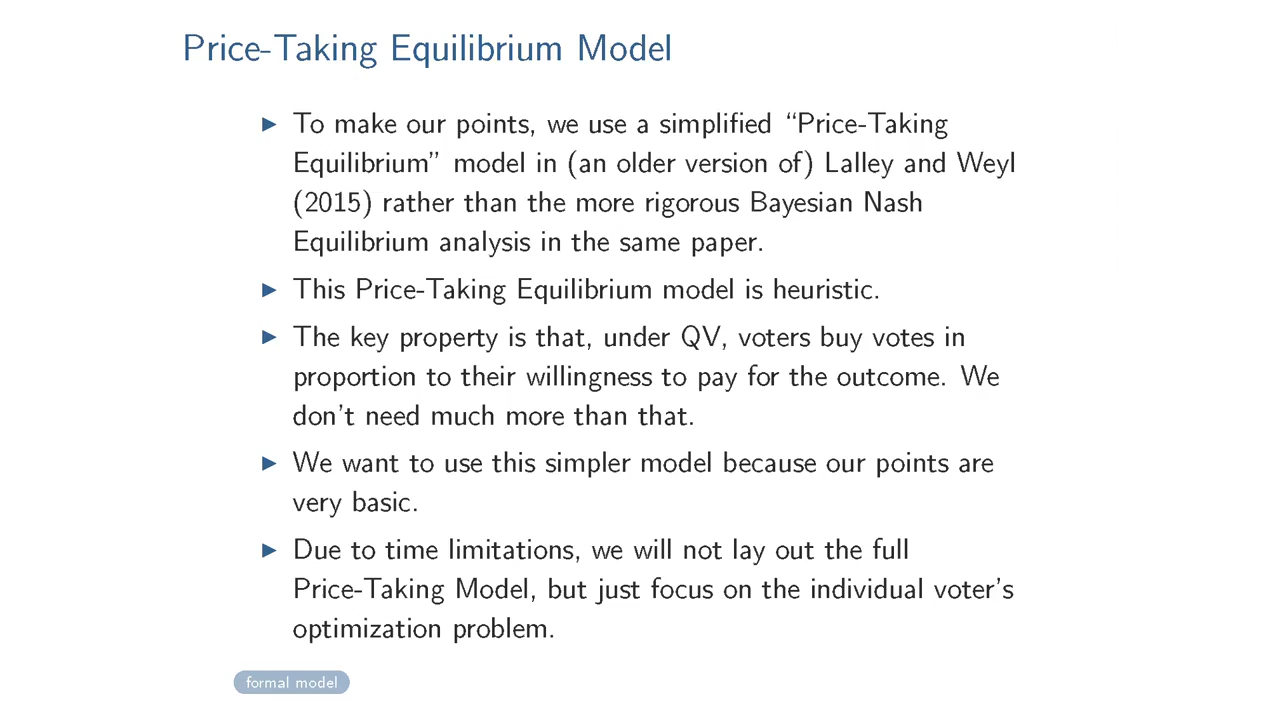 Price-Taking Equilibrium Model
▶ To make our points, we use a simplified “Price-Taking
Equilibrium” model in (an older version of) Lalley and Weyl
(2015) rather than the more rigorous Bayesian Nash
Equilibrium analysis in the same paper.
▶ This Price-Taking Equilibrium model is heuristic.
▶ The key property is that, under QV, voters buy votes in
proportion to their willingness to pay for the outcome. We
don’t need much more than that.
▶ We want to use this simpler model because our points are
very basic.
▶ Due to time limitations, we will not lay out the full
Price-Taking Model, but just focus on the individual voter’s
optimization problem.
formal model